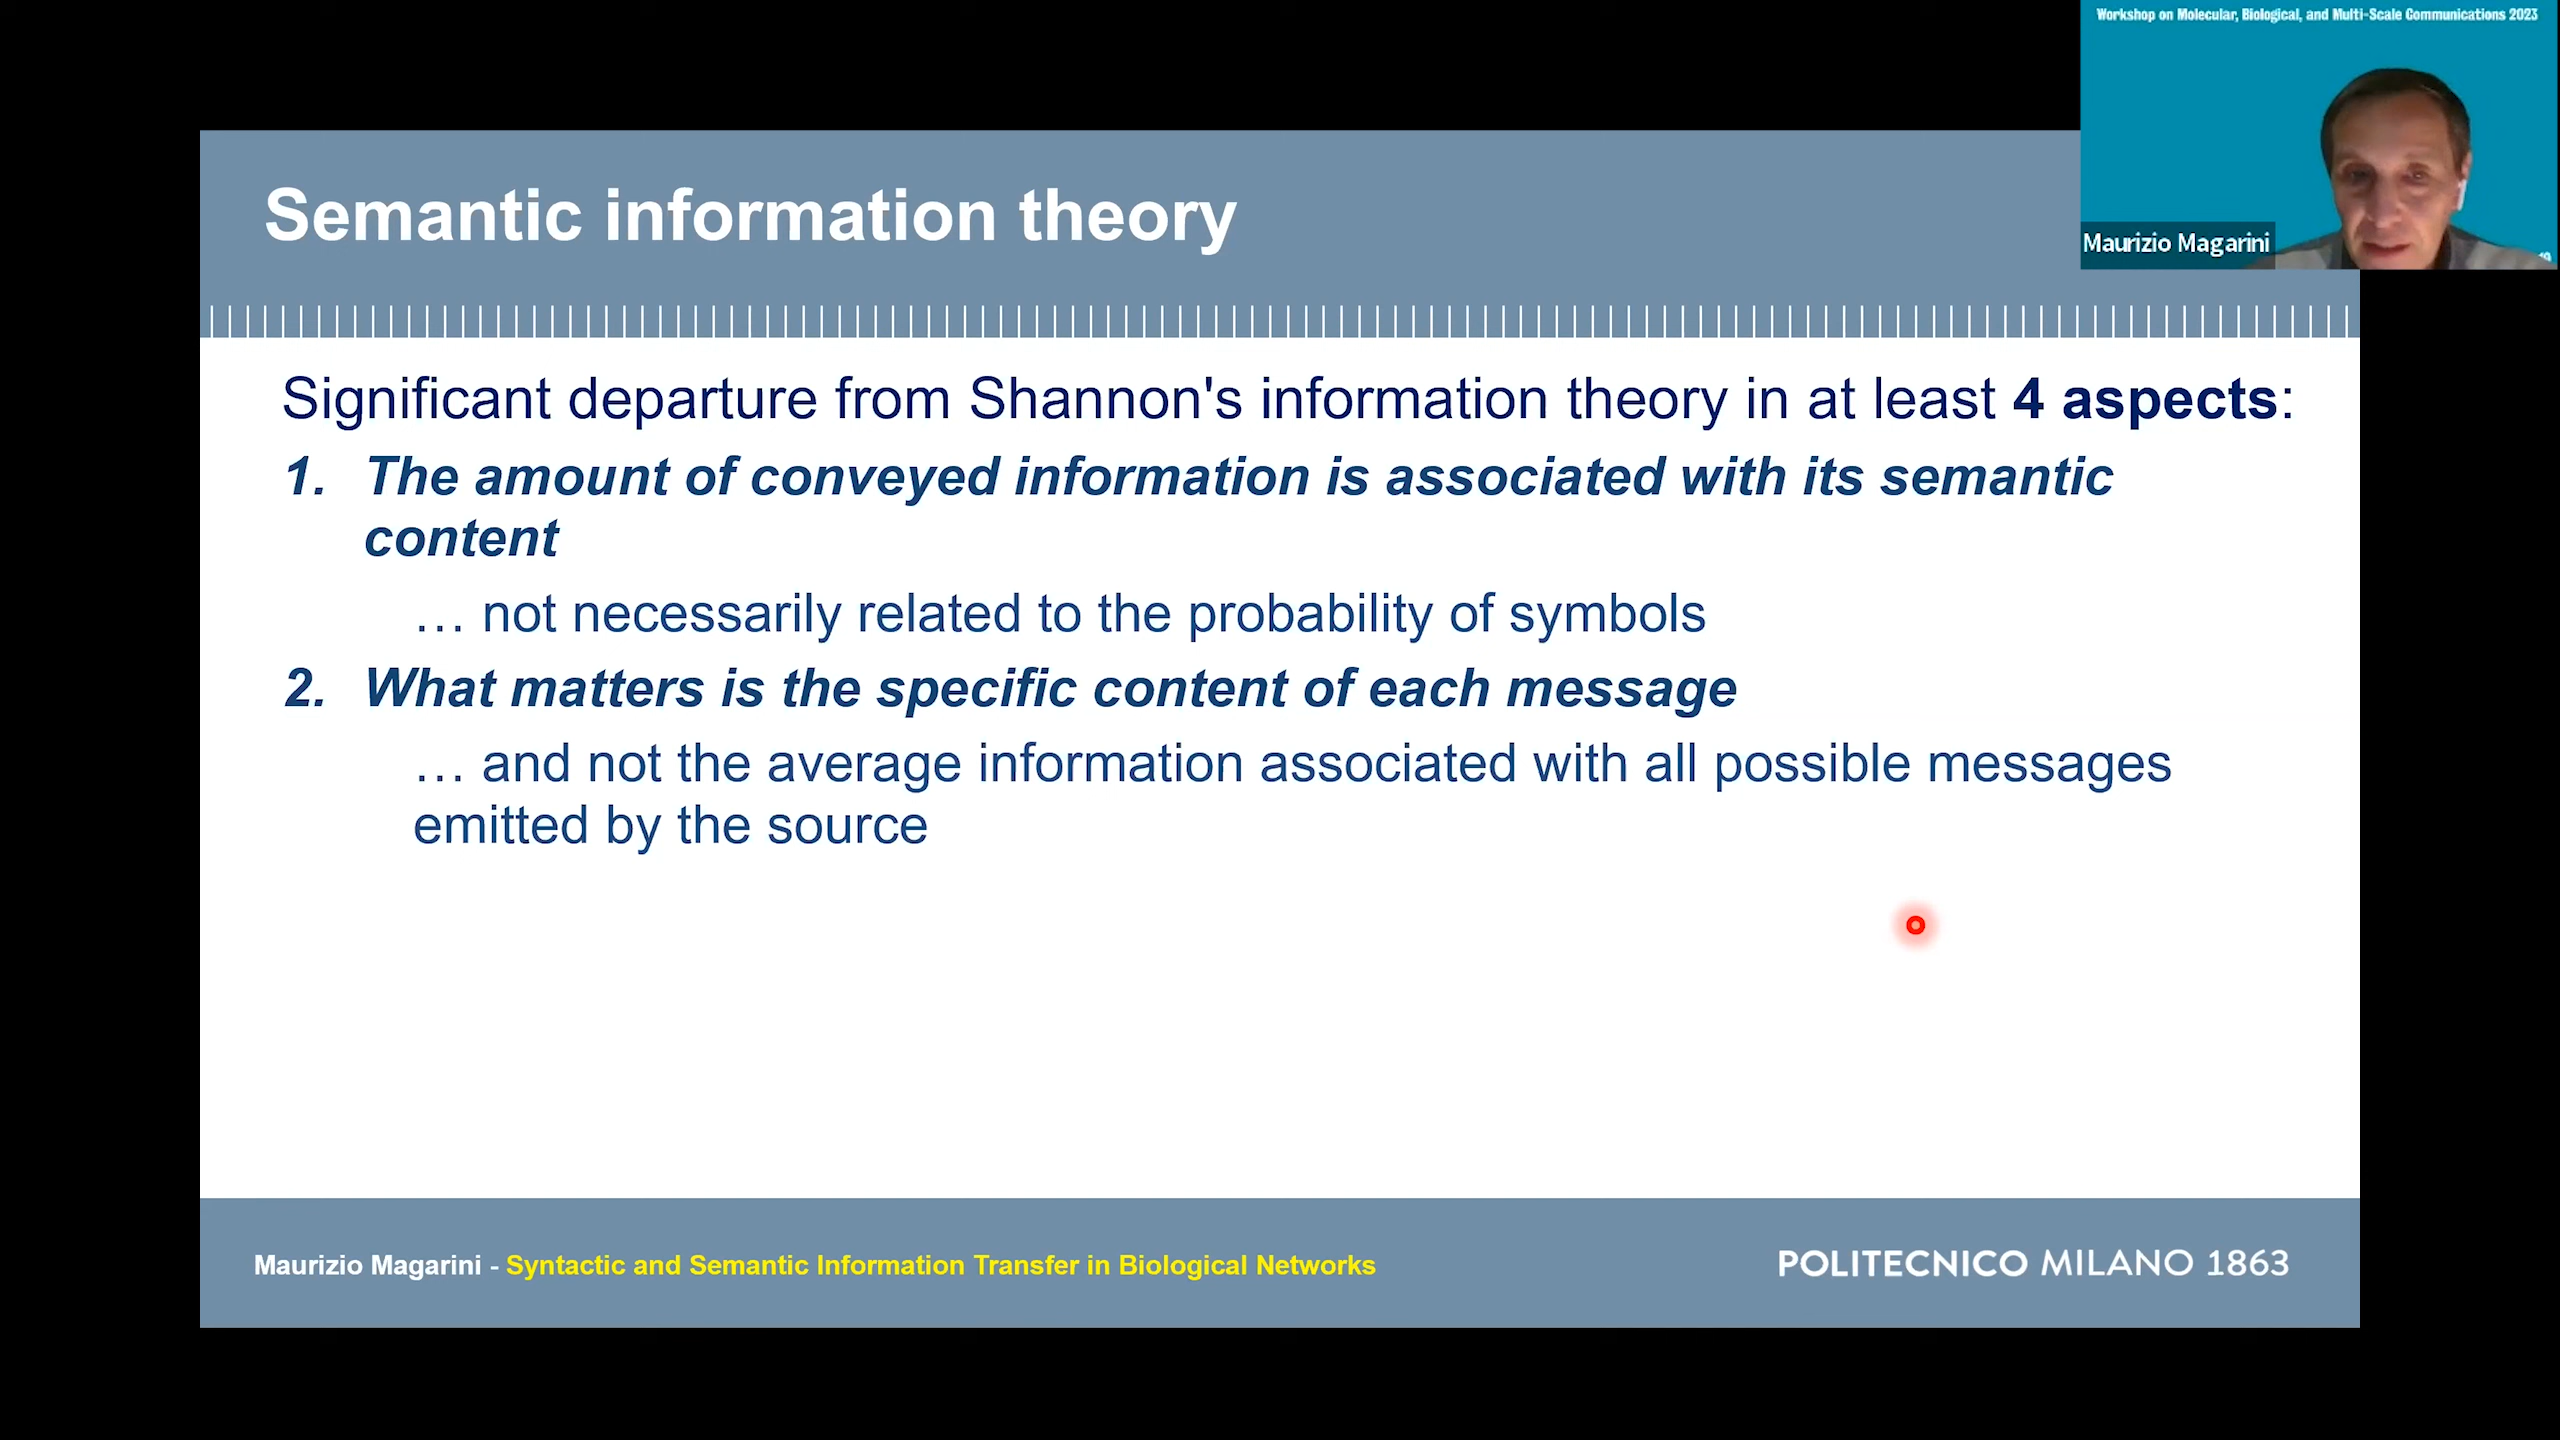 Workshop on Molecular, Biological, and Multi-Scale Communications 2023
Maurizio Magarini
Semantic information theory
Significant departure from Shannon's information theory in at least 4 aspects:
1. The amount of conveyed information is associated with its semantic
content
… not necessarily related to the probability of symbols
2. What matters is the specific content of each message
… and not the average information associated with all possible messages
emitted by the source
Maurizio Magarini - Syntactic and Semantic Information Transfer in Biological Networks
POLITECNICO MILANO 1863